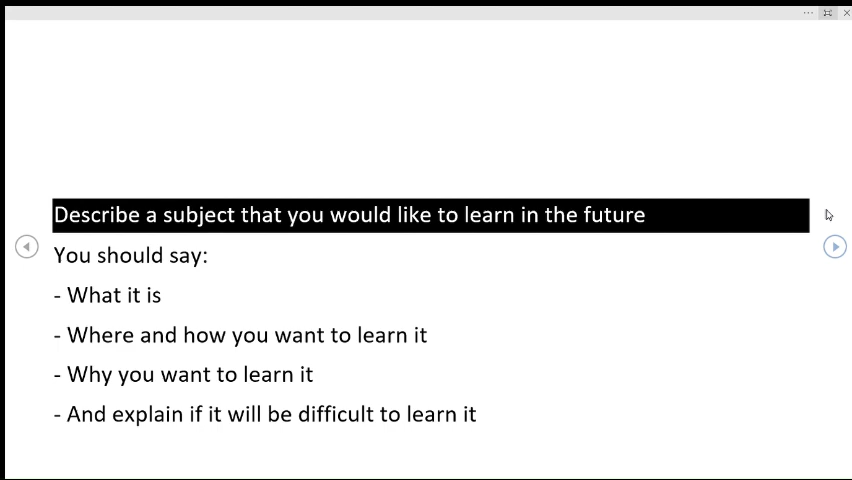 Describe a subject that you would like to learn in the future
You should say:
- What it is
- Where and how you want to learn it
- Why you want to learn it
- And explain if it will be difficult to learn it